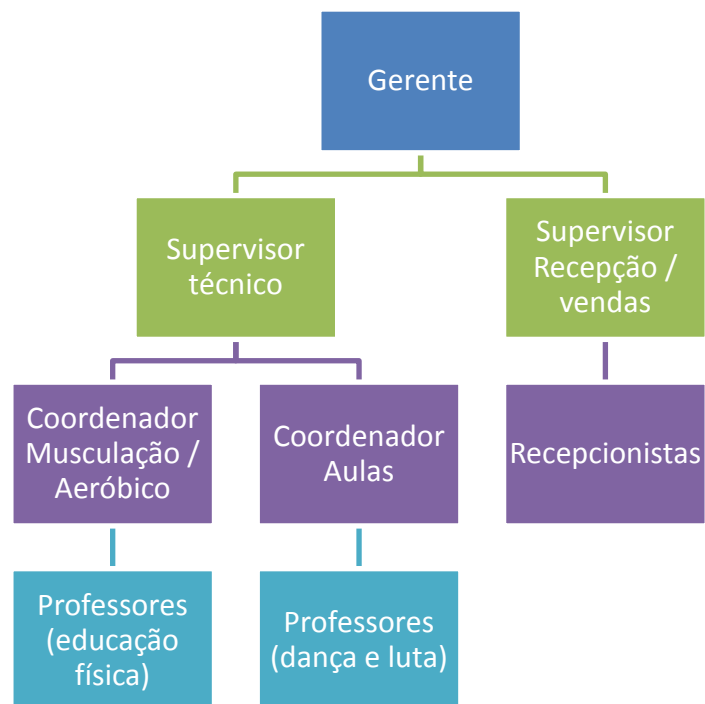 Gerente
Supervisor
técnico
Supervisor
Recepção /
vendas
Coordenador
Musculação /
Aeróbico
Coordenador
Aulas
Recepcionistas
Professores
(educação
física)
Professores
(dança e luta)